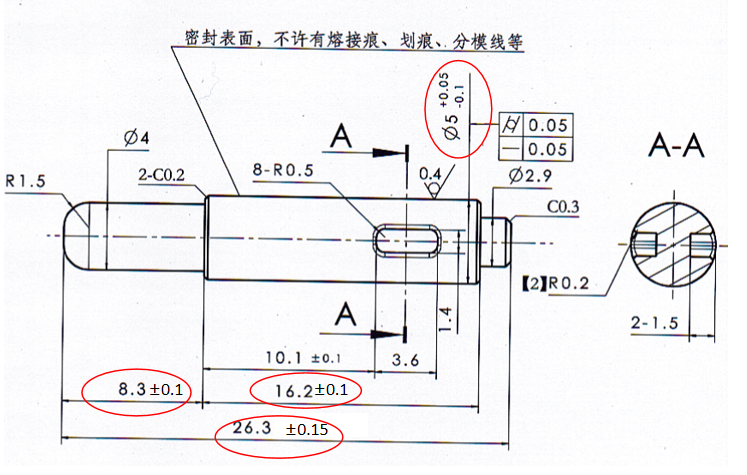 密封表面，不许有熔接痕、划痕、分模线等
Ø5 +0.05 -0.1
0.05
0.05
A
A-A
Ø4
R1.5
2-C0.2
8-R0.5
0.4
Ø2.9
C0.3
【2】R0.2
A
1.4
2-1.5
10.1 ±0.1
3.6
8.3±0.1
16.2±0.1
26.3 ±0.15